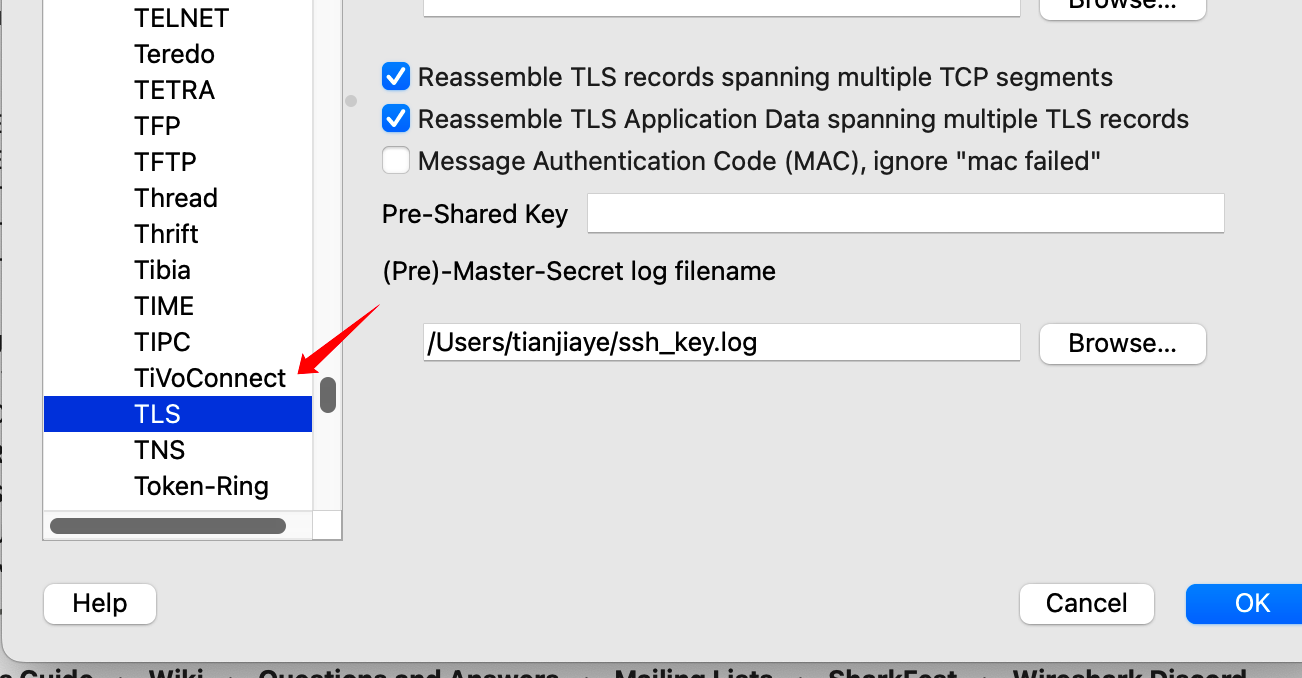 TELNET
Teredo
TETRA
TFP
TFTP
Thread
Thrift
Tibia
TIME
TIPC
TiVoConnect
TLS
TNS
Token-Ring
Browse...
Reassemble TLS records spanning multiple TCP segments
Reassemble TLS Application Data spanning multiple TLS records
Message Authentication Code (MAC), ignore "mac failed"
Pre-Shared Key
(Pre)-Master-Secret log filename
/Users/tianjiaye/ssh_key.log
Browse...
Help
Cancel
OK
Guide · Wiki · Questions and Answers · Mailing Lists · SharkFest · Wireshark Discord